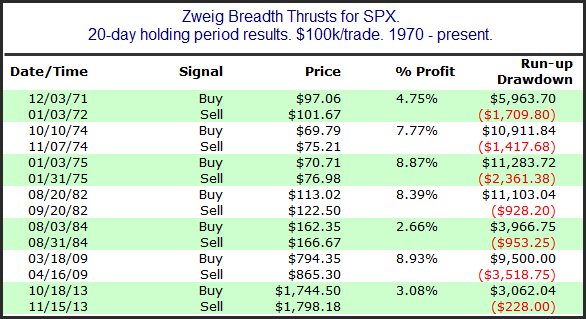 Zweig Breadth Thrusts for SPX.
20-day holding period results. $100k/trade. 1970 - present.
Run-up
Date/Time Signal Price % Profit Drawdown
12/03/71 Buy $97.06 4.75% $5,963.70
01/03/72 Sell $101.67 ($1,709.80)
10/10/74 Buy $69.79 7.77% $10,911.84
11/07/74 Sell $75.21 ($1,417.68)
01/03/75 Buy $70.71 8.87% $11,283.72
01/31/75 Sell $76.98 ($2,361.38)
08/20/82 Buy $113.02 8.39% $11,103.04
09/20/82 Sell $122.50 ($928.20)
08/03/84 Buy $162.35 2.66% $3,966.75
08/31/84 Sell $166.67 ($953.25)
03/18/09 Buy $794.35 8.93% $9,500.00
04/16/09 Sell $865.30 ($3,518.75)
10/18/13 Buy $1,744.50 3.08% $3,062.04
11/15/13 Sell $1,798.18 ($228.00)